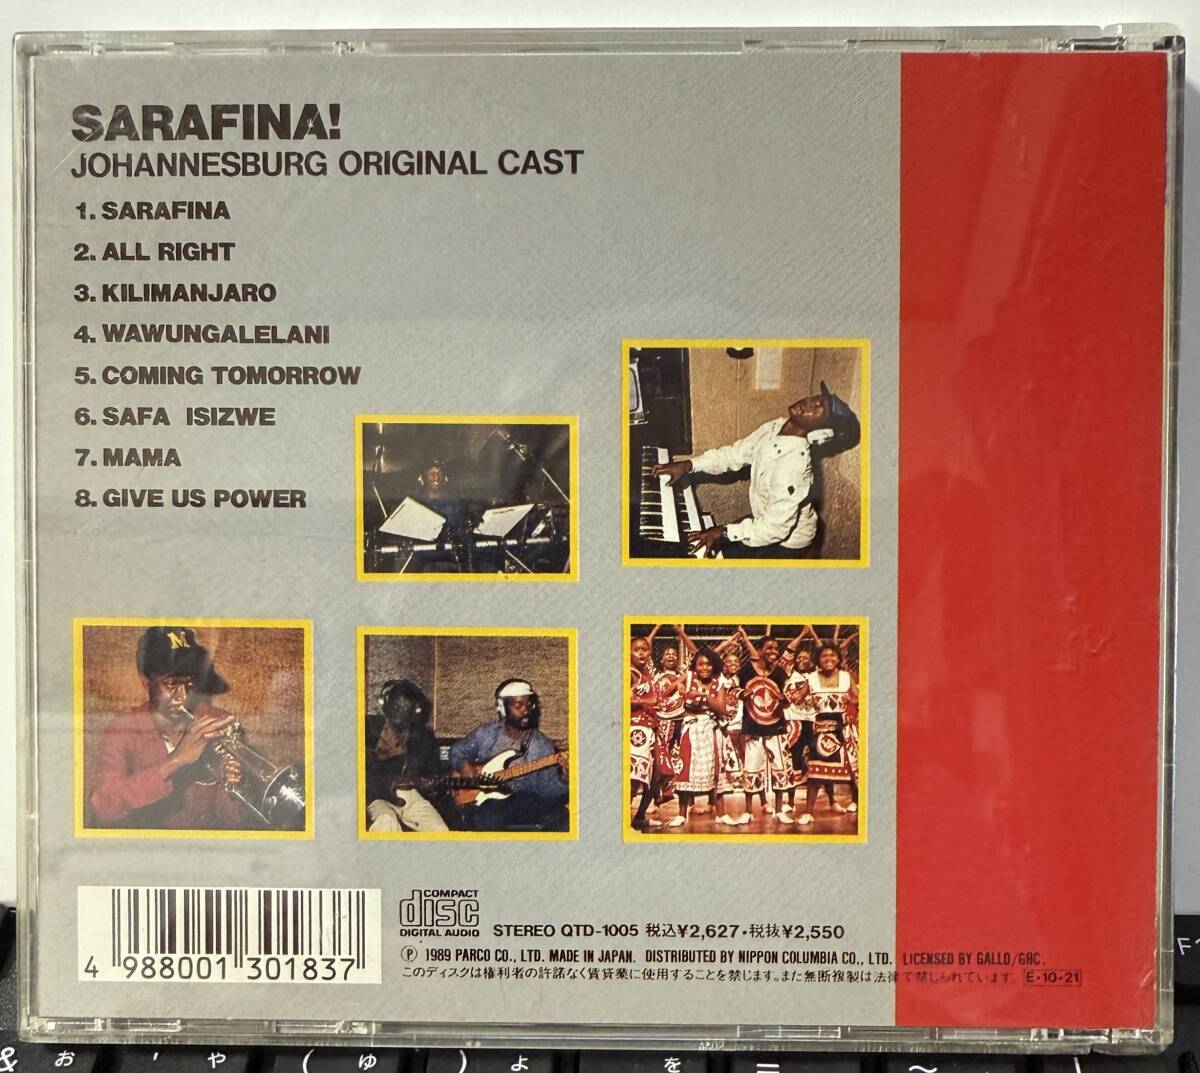 SARAFINA!
JOHANNESBURG ORIGINAL CAST
1. SARAFINA
2. ALL RIGHT
3. KILIMANJARO
4. WAWUNGALELANI
5. COMING TOMORROW
6. SAFA ISIZWE
7. MAMA
8. GIVE US POWER
M
COMPACT
disc
DIGITAL AUDIO
STEREO QTD-1005 税込¥2,627・税抜¥2,550
4 988001 301837
Ⓟ 1989 PARCO CO., LTD. MADE IN JAPAN. DISTRIBUTED BY NIPPON COLUMBIA CO., LTD. LICENSED BY GALLO/GRC.
このディスクは権利者の許諾なく賃貸業に使用することを禁じます。また無断複製は法律で禁じられています。 E・10・21
& お ' や ( ゆ ) よ を = ~ |